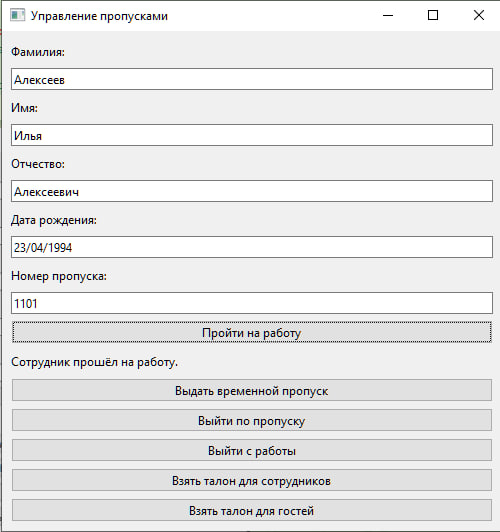 Управление пропусками
Фамилия:
Алексеев
Имя:
Илья
Отчество:
Алексеевич
Дата рождения:
23/04/1994
Номер пропуска:
1101
Пройти на работу
Сотрудник прошёл на работу.
Выдать временной пропуск
Выйти по пропуску
Выйти с работы
Взять талон для сотрудников
Взять талон для гостей